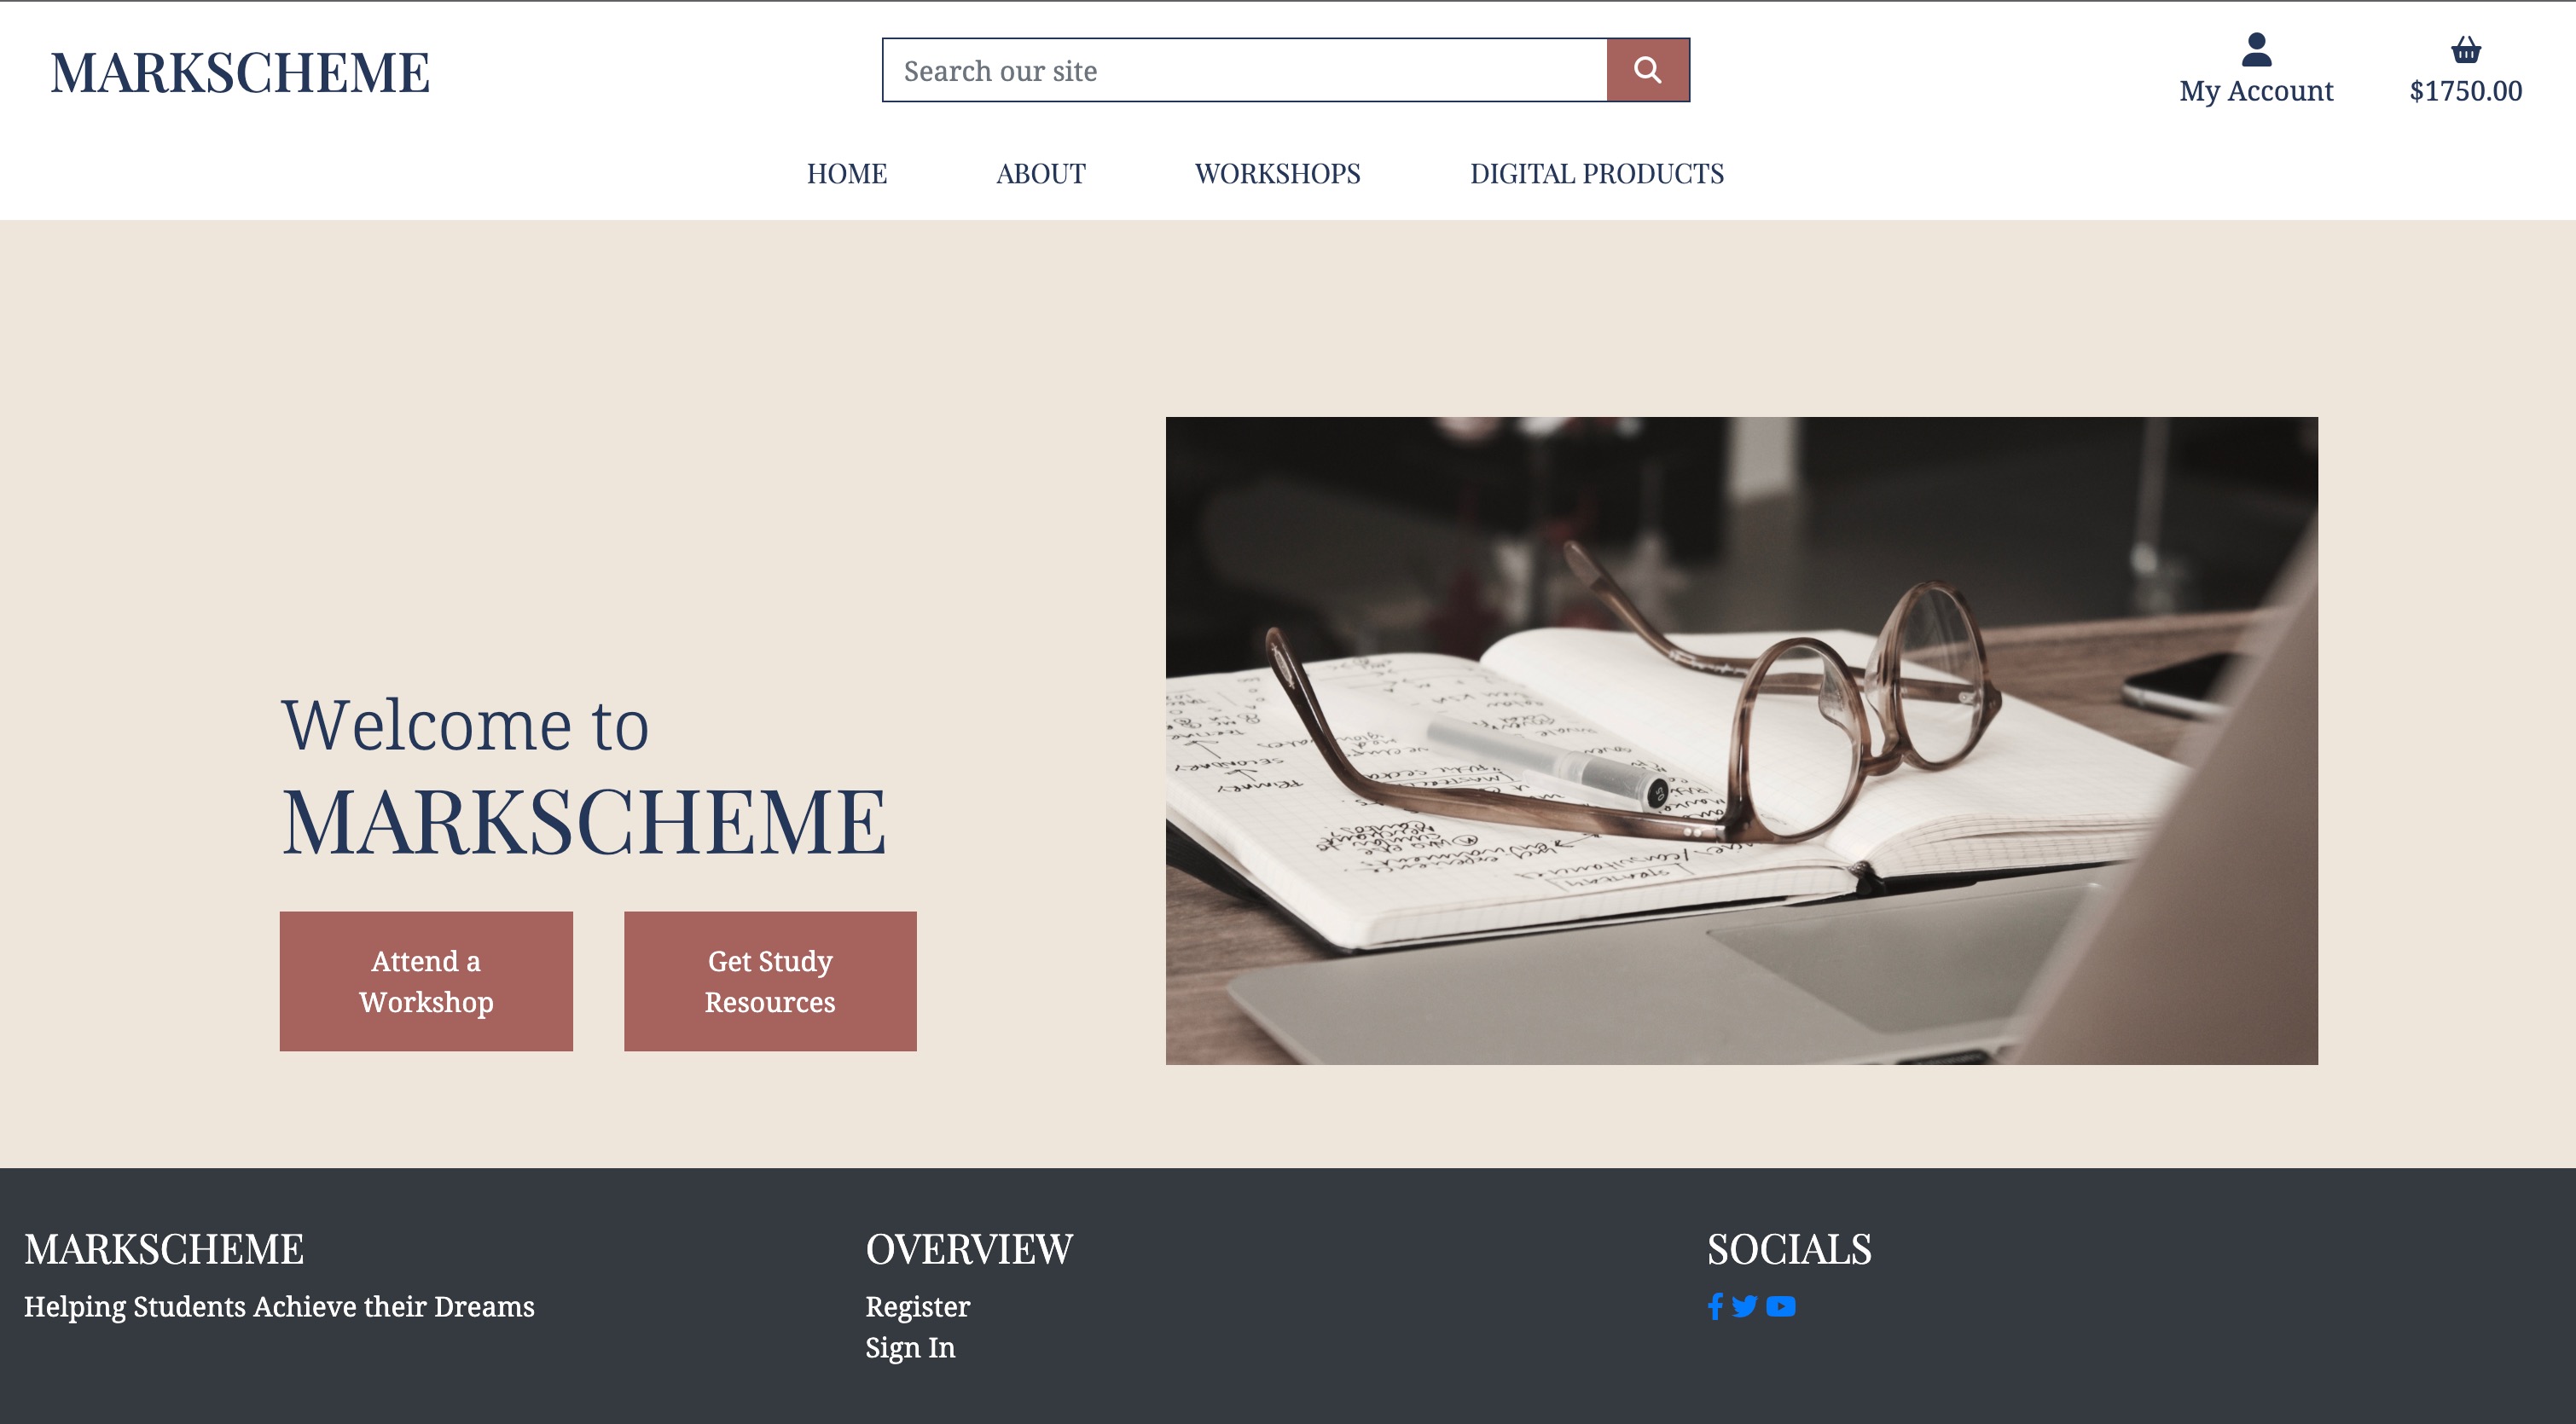 MARKSCHEME
Search our site
My Account
$1750.00
HOME
ABOUT
WORKSHOPS
DIGITAL PRODUCTS
Welcome to
MARKSCHEME
Attend a
Workshop
Get Study
Resources
MARKSCHEME
Helping Students Achieve their Dreams
OVERVIEW
Register
Sign In
SOCIALS